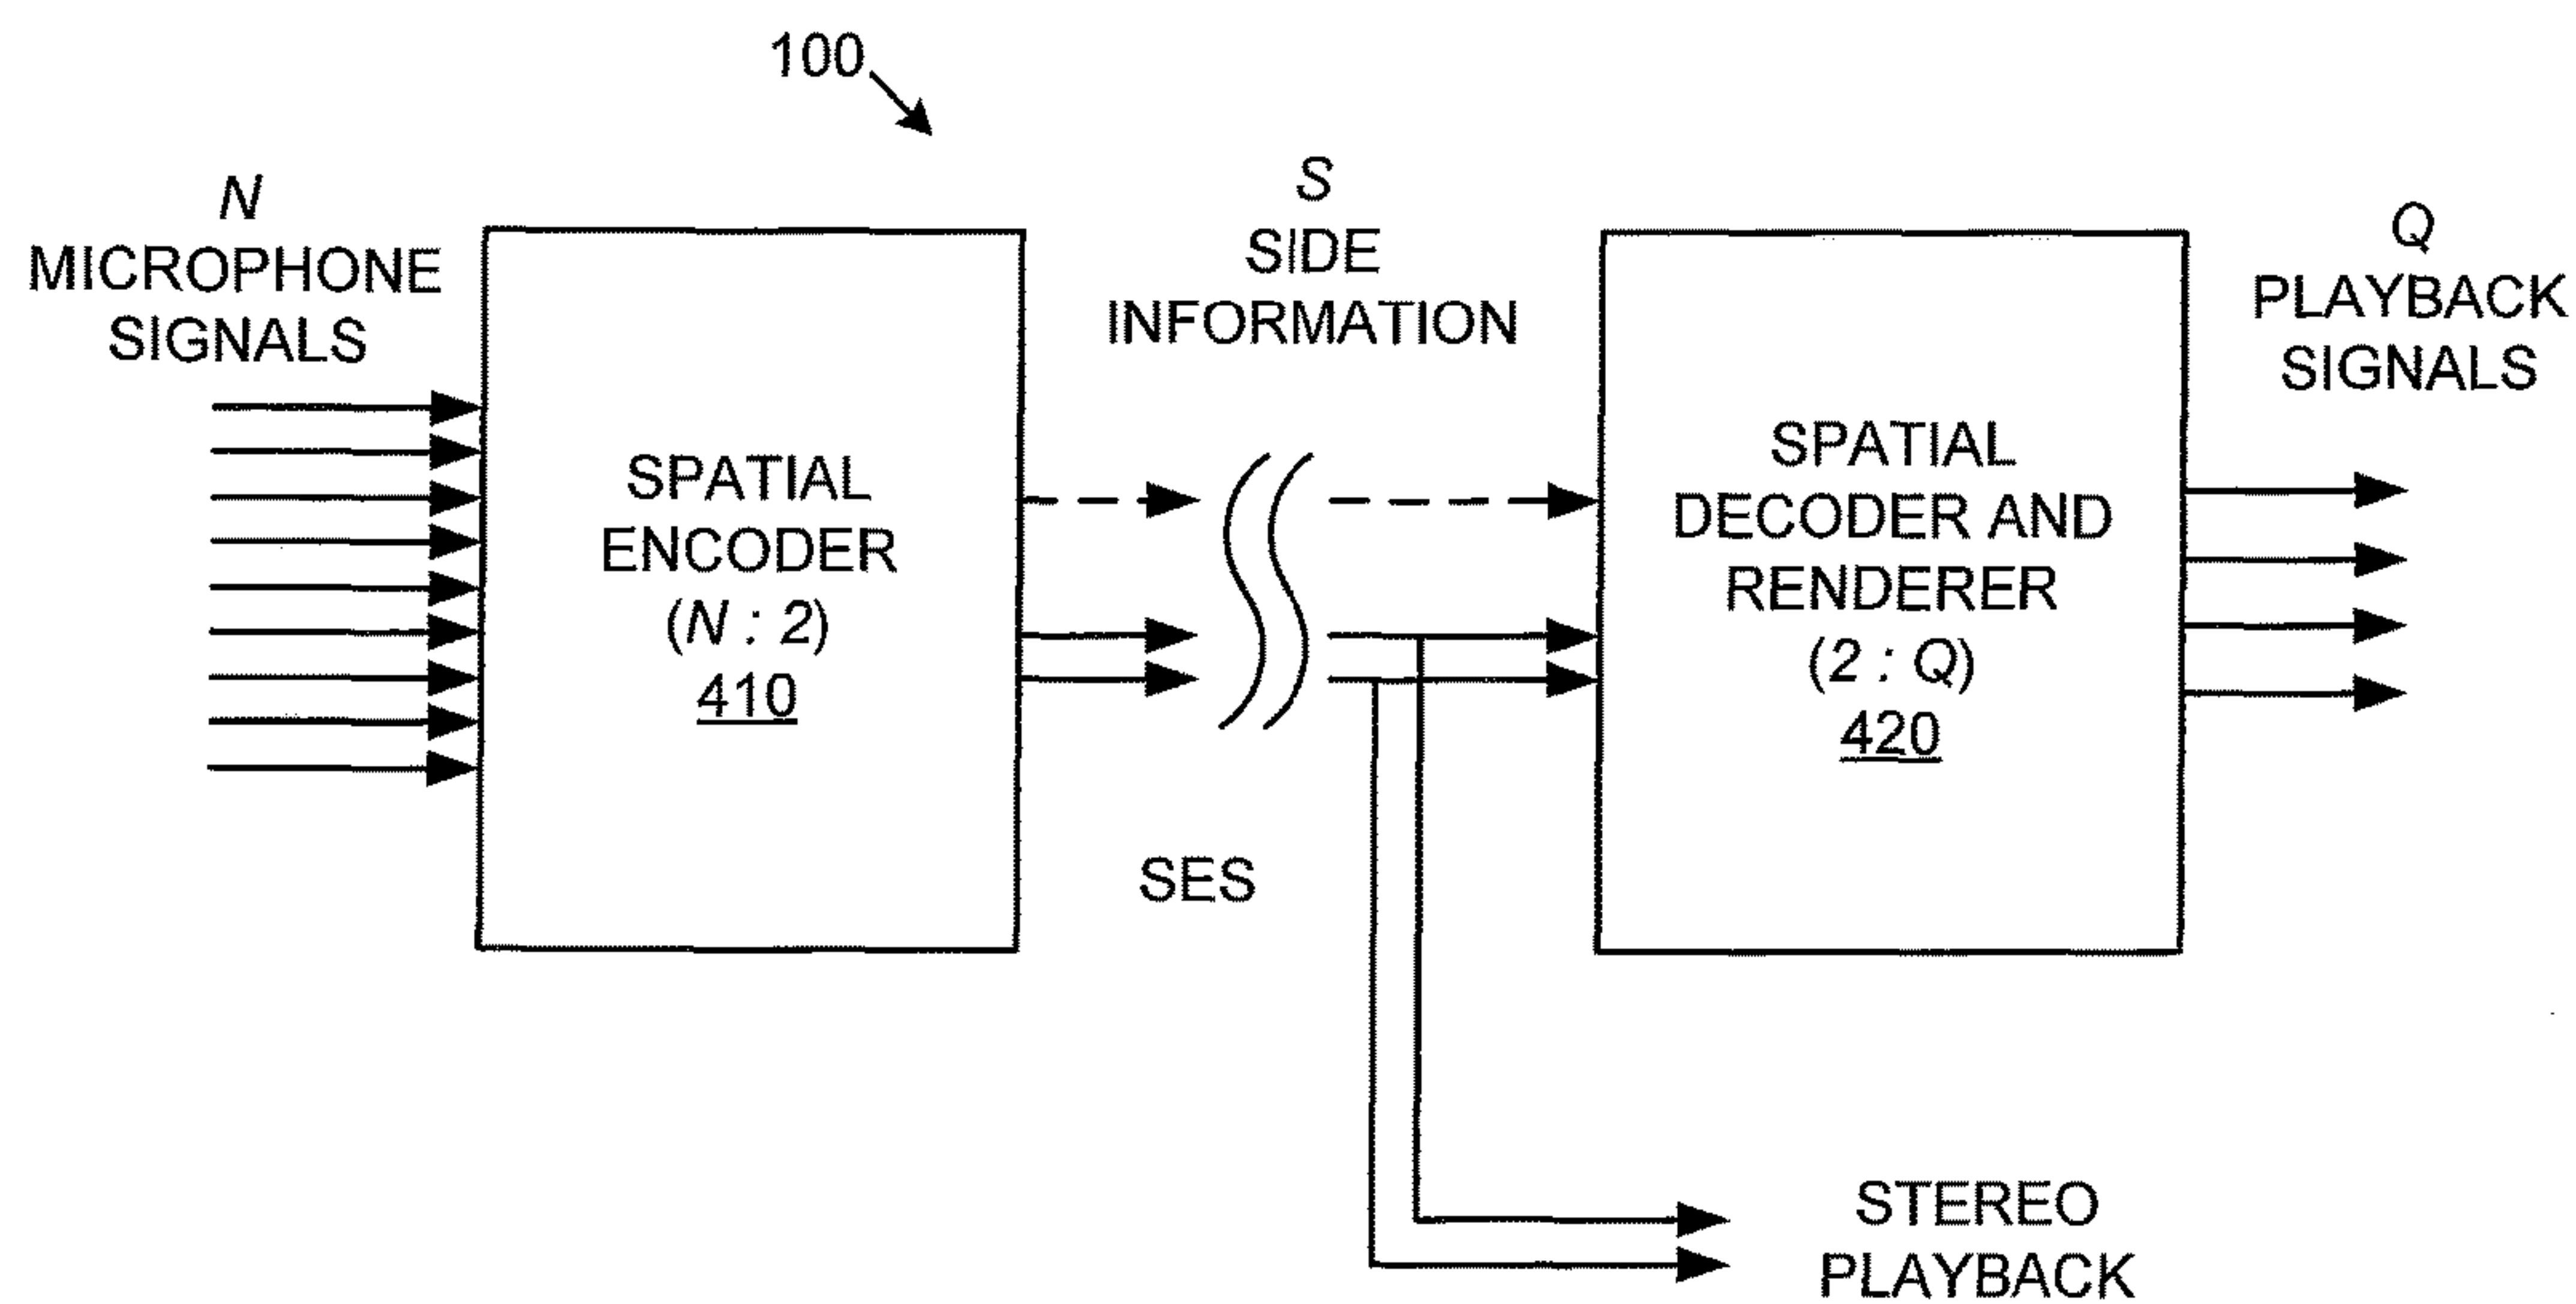 100
N
MICROPHONE
SIGNALS
SPATIAL
ENCODER
(N : 2)
410
S
SIDE
INFORMATION
SES
SPATIAL
DECODER AND
RENDERER
(2 : Q)
420
Q
PLAYBACK
SIGNALS
STEREO
PLAYBACK